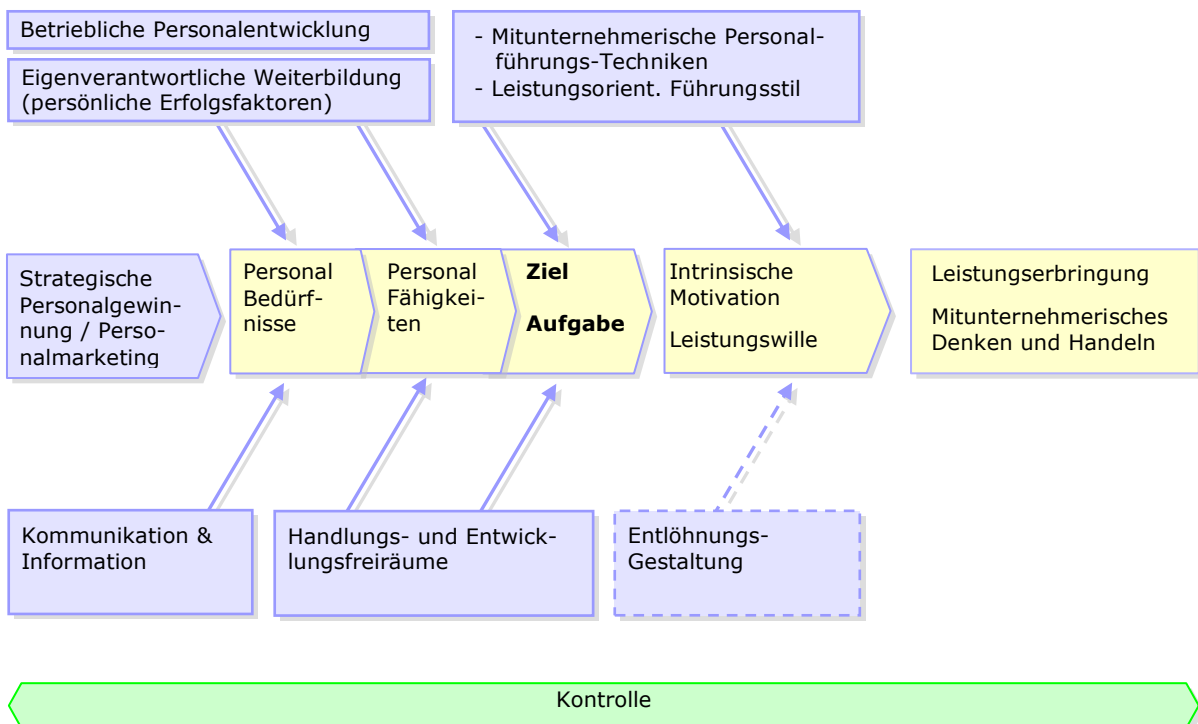 Betriebliche Personalentwicklung
Eigenverantwortliche Weiterbildung
(persönliche Erfolgsfaktoren)
- Mitunternehmerische Personal-
führungs-Techniken
- Leistungsorient. Führungsstil
Strategische
Personalgewin-
nung / Perso-
nalmarketing
Personal
Bedürf-
nisse
Personal
Fähigkei-
ten
Ziel
Aufgabe
Intrinsische
Motivation
Leistungswille
Leistungserbringung
Mitunternehmerisches
Denken und Handeln
Kommunikation &
Information
Handlungs- und Entwick-
lungsfreiräume
Entlöhnungs-
Gestaltung
Kontrolle